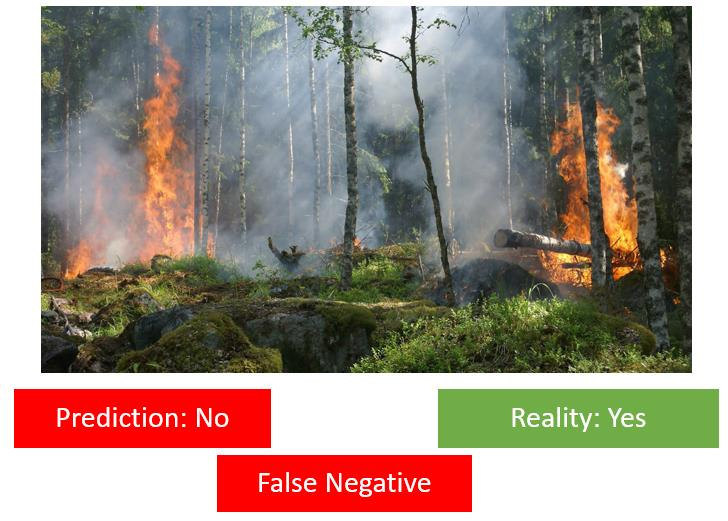 Prediction: No
Reality: Yes
False Negative